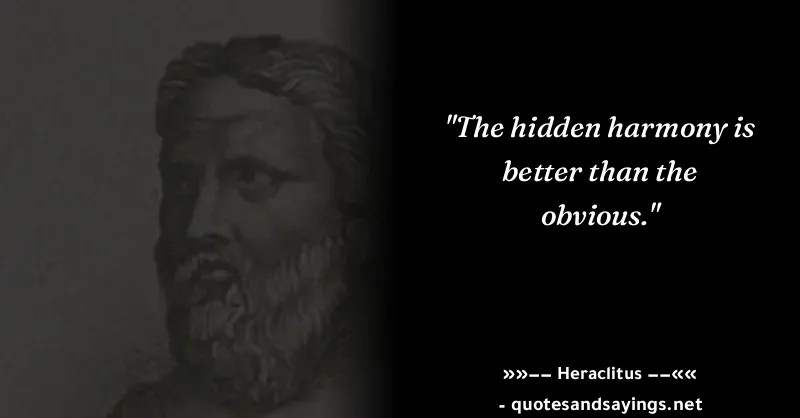 "The hidden harmony is
better than the
obvious."
»»−− Heraclitus −−««
- quotesandsayings.net